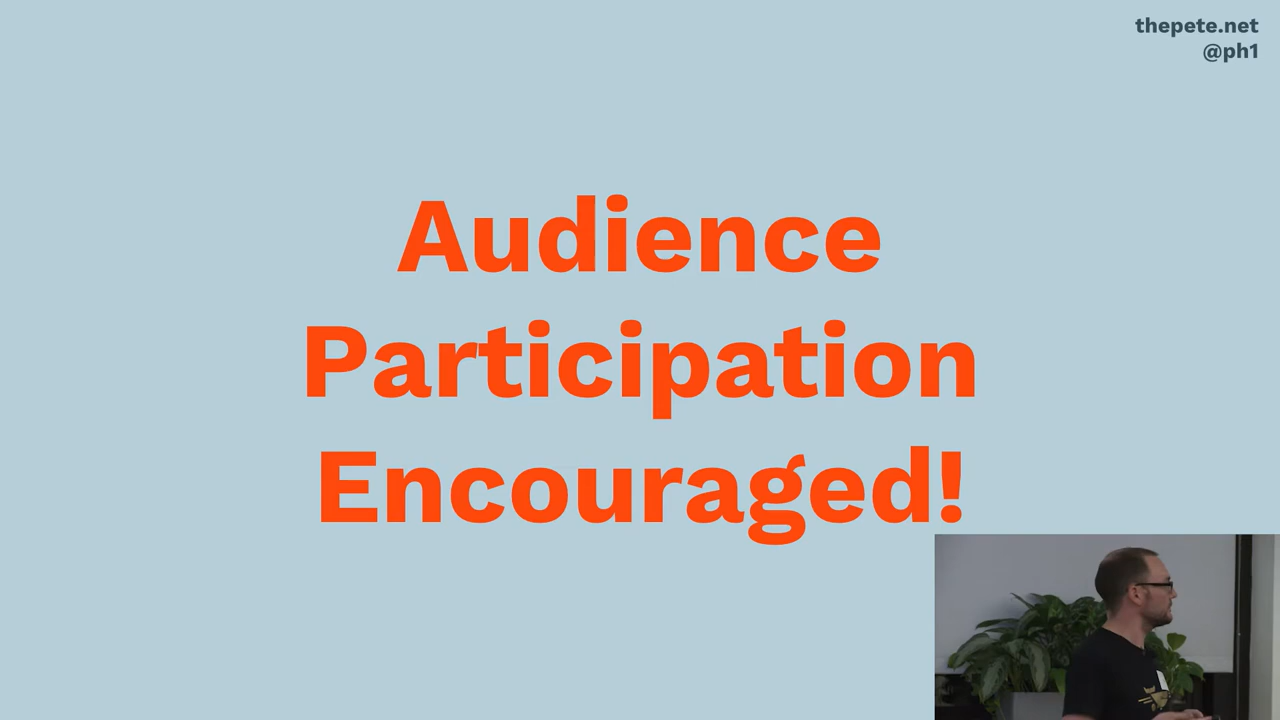 thepete.net
@ph1
Audience
Participation
Encouraged!